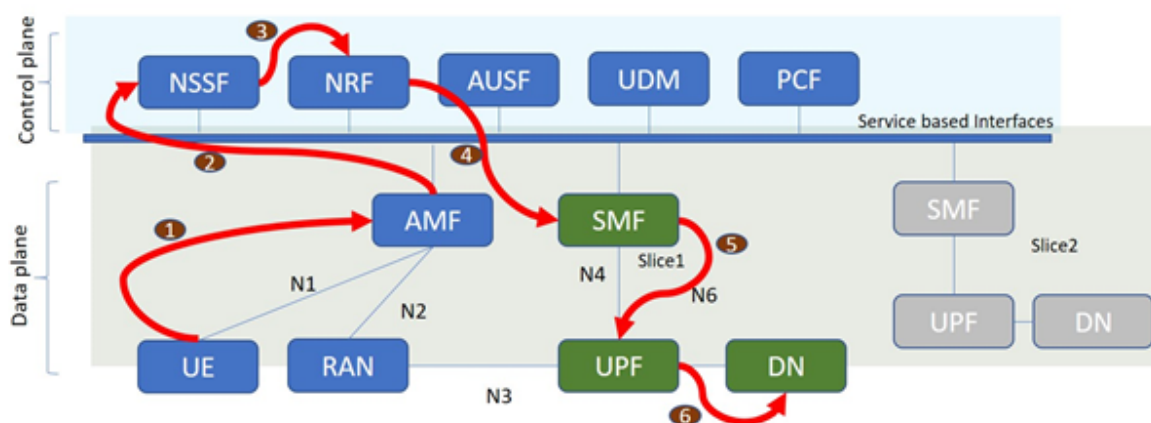 Control plane
3
NSSF
NRF
AUSF
UDM
PCF
Service based Interfaces
2
4
Data plane
1
AMF
SMF
5
SMF
Slice1
Slice2
N1
N4
N2
N6
UPF
DN
UE
RAN
UPF
DN
N3
6